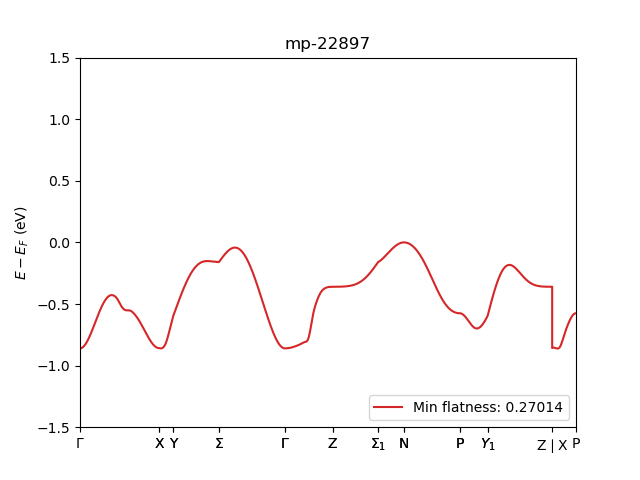 mp-22897
1.5
1.0
0.5
0.0
−0.5
−1.0
−1.5
E − E_F (eV)
Min flatness: 0.27014
Γ X Y Σ Γ Z Σ₁ N P Y₁ Z | X P